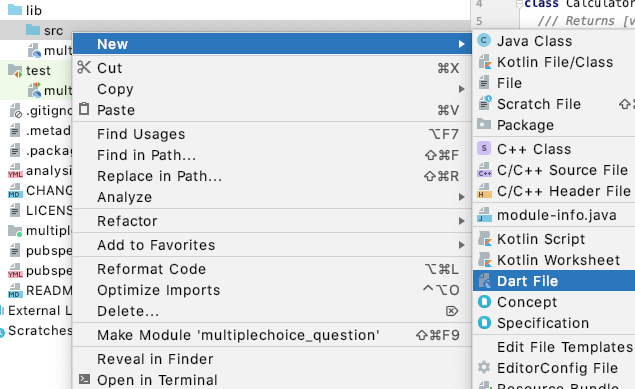 lib
src
mult
test
mult
.gitigno
.metad
.packa
analysi
CHANG
LICENS
multiple
pubspe
pubspe
READM
External L
Scratches
New
Cut ⌘X
Copy
Paste ⌘V
Find Usages ⌥F7
Find in Path... ⇧⌘F
Replace in Path... ⇧⌘R
Analyze
Refactor
Add to Favorites
Reformat Code ⌥⌘L
Optimize Imports ^⌥O
Delete... ⌦
Make Module 'multiplechoice_question' ⇧⌘F9
Reveal in Finder
Open in Terminal
4 class Calculator
5 /// Returns [v
Java Class
Kotlin File/Class
File
Scratch File ⇧⌘
Package
C++ Class
C/C++ Source File
C/C++ Header File
module-info.java
Kotlin Script
Kotlin Worksheet
Dart File
Concept
Specification
Edit File Templates
EditorConfig File
Resource Bundle